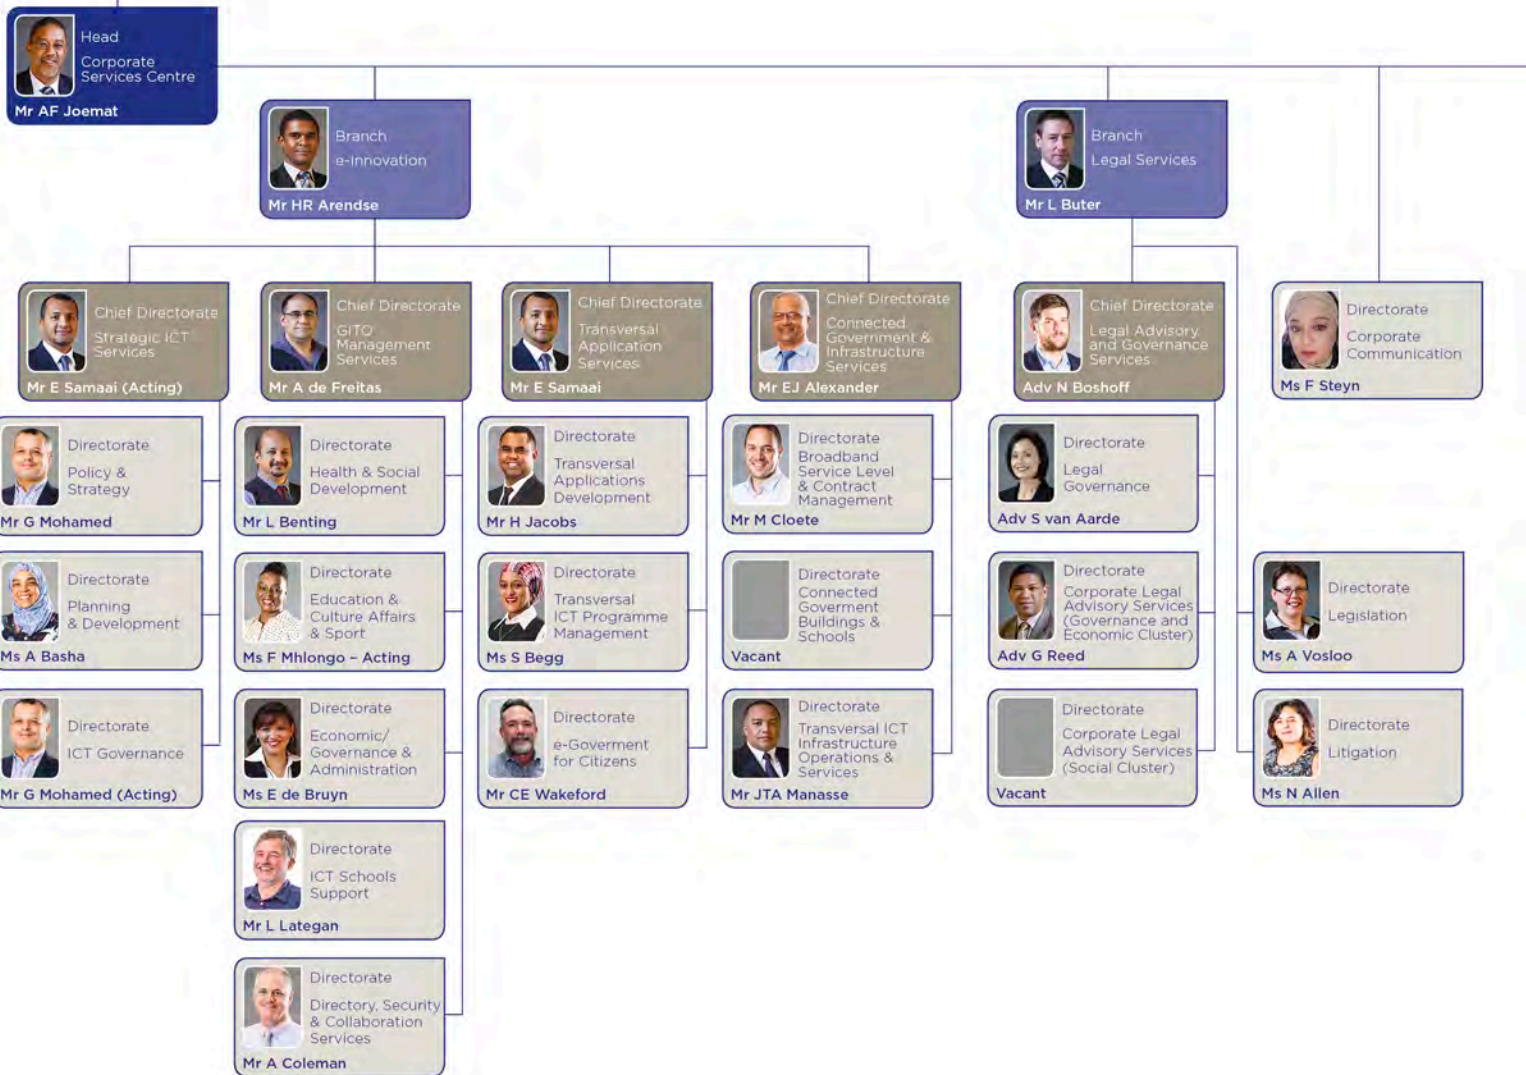 Head
Corporate
Services Centre
Mr AF Joemat
Branch
e-Innovation
Mr HR Arendse
Branch
Legal Services
Mr L Buter
Chief Directorate
Strategic ICT
Services
Mr E Samaai (Acting)
Chief Directorate
GITO
Management
Services
Mr A de Freitas
Chief Directorate
Transversal
Application
Services
Mr E Samaai
Chief Directorate
Connected
Government &
Infrastructure
Services
Mr EJ Alexander
Chief Directorate
Legal Advisory
and Governance
Services
Adv N Boshoff
Directorate
Corporate
Communication
Ms F Steyn
Directorate
Policy &
Strategy
Mr G Mohamed
Directorate
Health & Social
Development
Mr L Benting
Directorate
Transversal
Applications
Development
Mr H Jacobs
Directorate
Broadband
Service Level
& Contract
Management
Mr M Cloete
Directorate
Legal
Governance
Adv S van Aarde
Directorate
Planning
& Development
Ms A Basha
Directorate
Education &
Culture Affairs
& Sport
Ms F Mhlongo – Acting
Directorate
Transversal
ICT Programme
Management
Ms S Begg
Directorate
Connected
Goverment
Buildings &
Schools
Vacant
Directorate
Corporate Legal
Advisory Services
(Governance and
Economic Cluster)
Adv G Reed
Directorate
Legislation
Ms A Vosloo
Directorate
ICT Governance
Mr G Mohamed (Acting)
Directorate
Economic/
Governance &
Administration
Ms E de Bruyn
Directorate
e-Goverment
for Citizens
Mr CE Wakeford
Directorate
Transversal ICT
Infrastructure
Operations &
Services
Mr JTA Manasse
Directorate
Corporate Legal
Advisory Services
(Social Cluster)
Vacant
Directorate
Litigation
Ms N Allen
Directorate
ICT Schools
Support
Mr L Lategan
Directorate
Directory, Security
& Collaboration
Services
Mr A Coleman